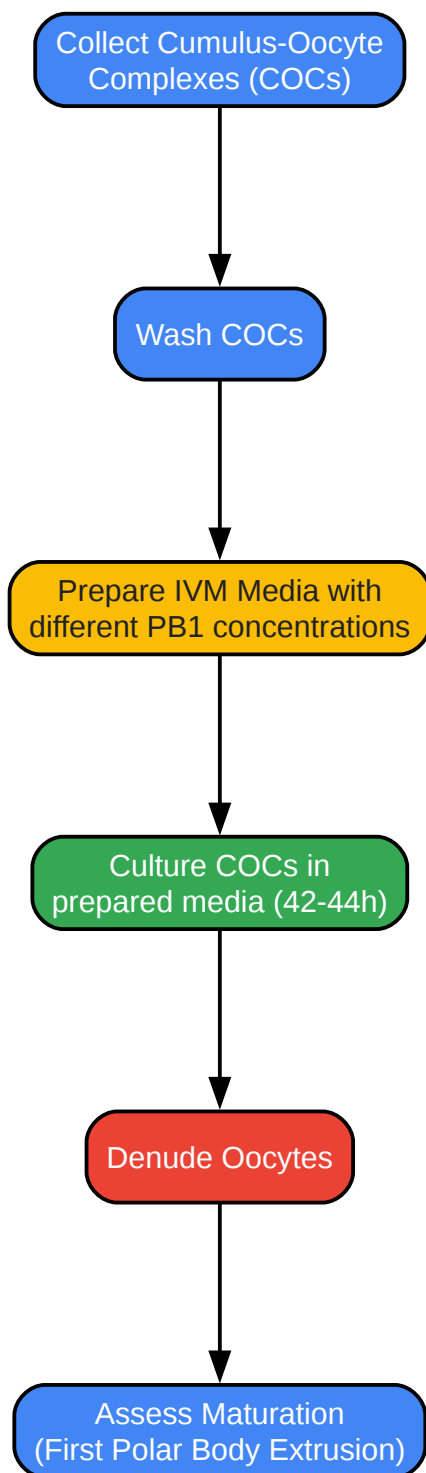 Collect Cumulus-Oocyte
Complexes (COCs)
Wash COCs
Prepare IVM Media with
different PB1 concentrations
Culture COCs in
prepared media (42-44h)
Denude Oocytes
Assess Maturation
(First Polar Body Extrusion)